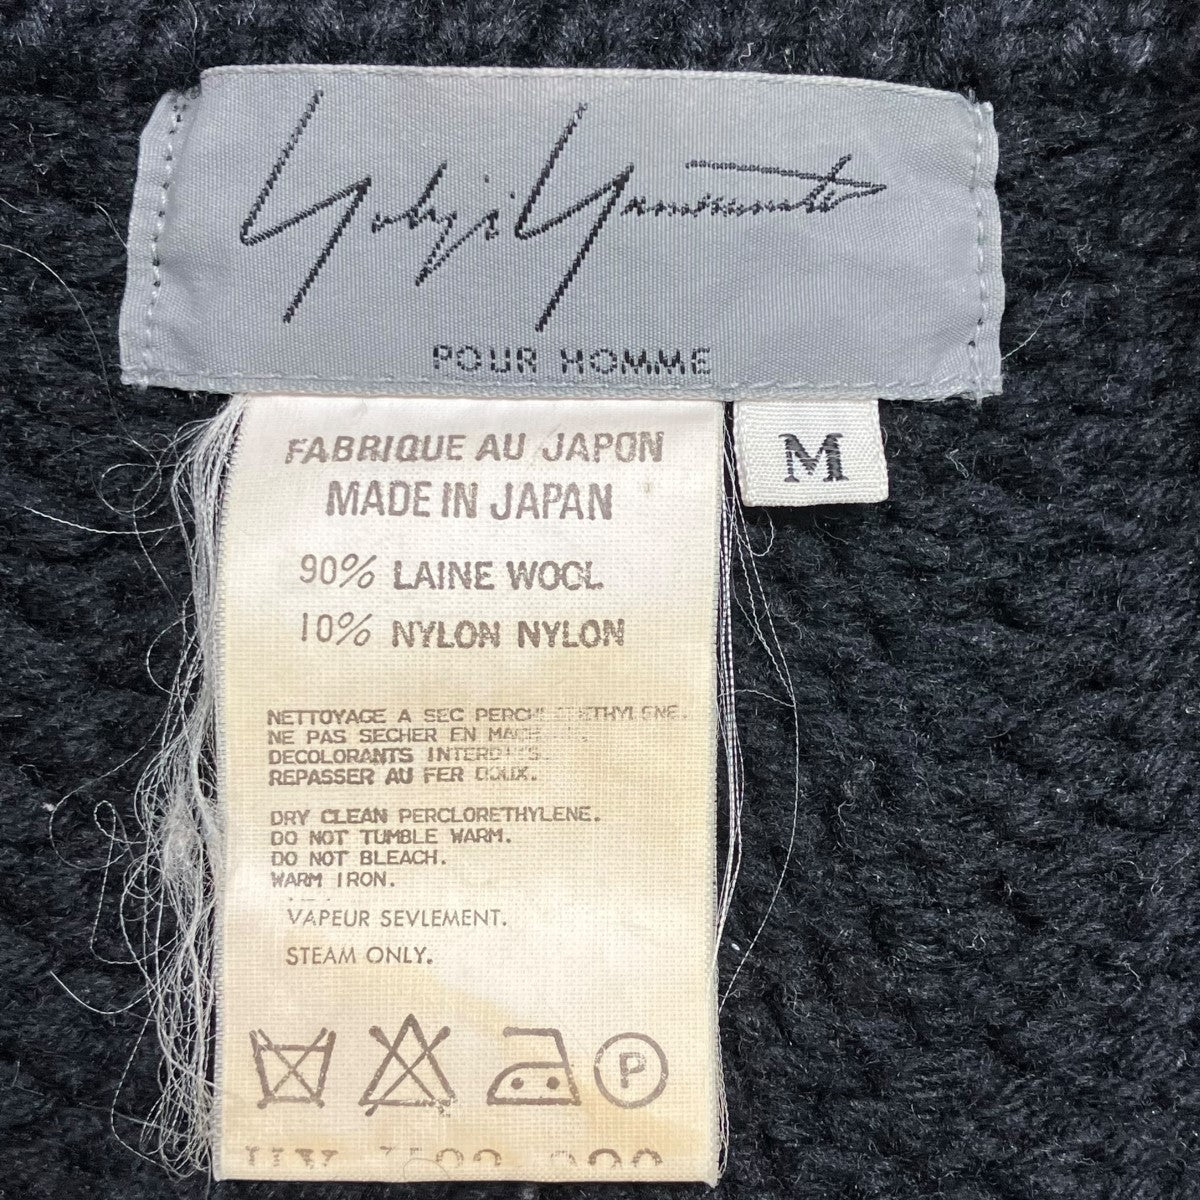 Yohji Yamamoto
POUR HOMME
M
FABRIQUE AU JAPON
MADE IN JAPAN
90% LAINE WOOL
10% NYLON NYLON
NETTOYAGE A SEC
NE PAS SECHER EN
DECOLORANTS
REPASSER AU FER DOUX.
DRY CLEAN PERCLORETHYLENE.
DO NOT TUMBLE WARM.
DO NOT BLEACH.
WARM IRON.
VAPEUR SEVLEMENT.
STEAM ONLY.
P